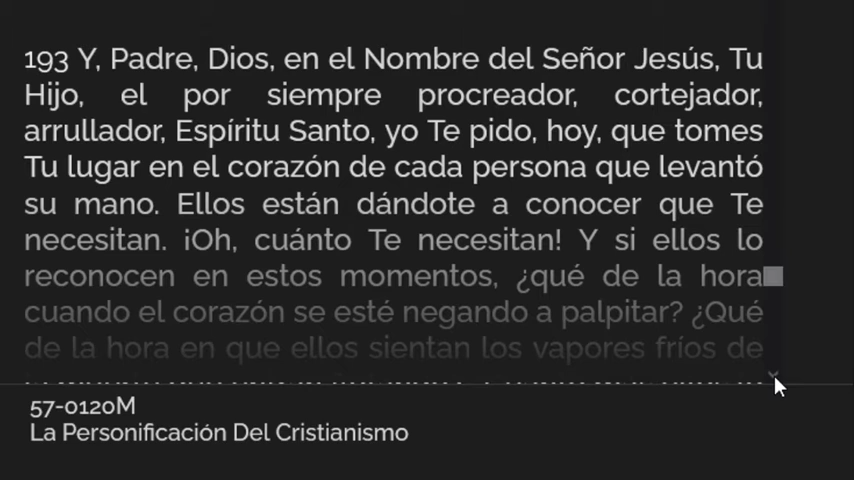 193 Y, Padre, Dios, en el Nombre del Señor Jesús, Tu
Hijo, el por siempre procreador, cortejador,
arrullador, Espíritu Santo, yo Te pido, hoy, que tomes
Tu lugar en el corazón de cada persona que levantó
su mano. Ellos están dándote a conocer que Te
necesitan. ¡Oh, cuánto Te necesitan! Y si ellos lo
reconocen en estos momentos, ¿qué de la hora
cuando el corazón se esté negando a palpitar? ¿Qué
de la hora en que ellos sientan los vapores fríos de
57-0120M
La Personificación Del Cristianismo